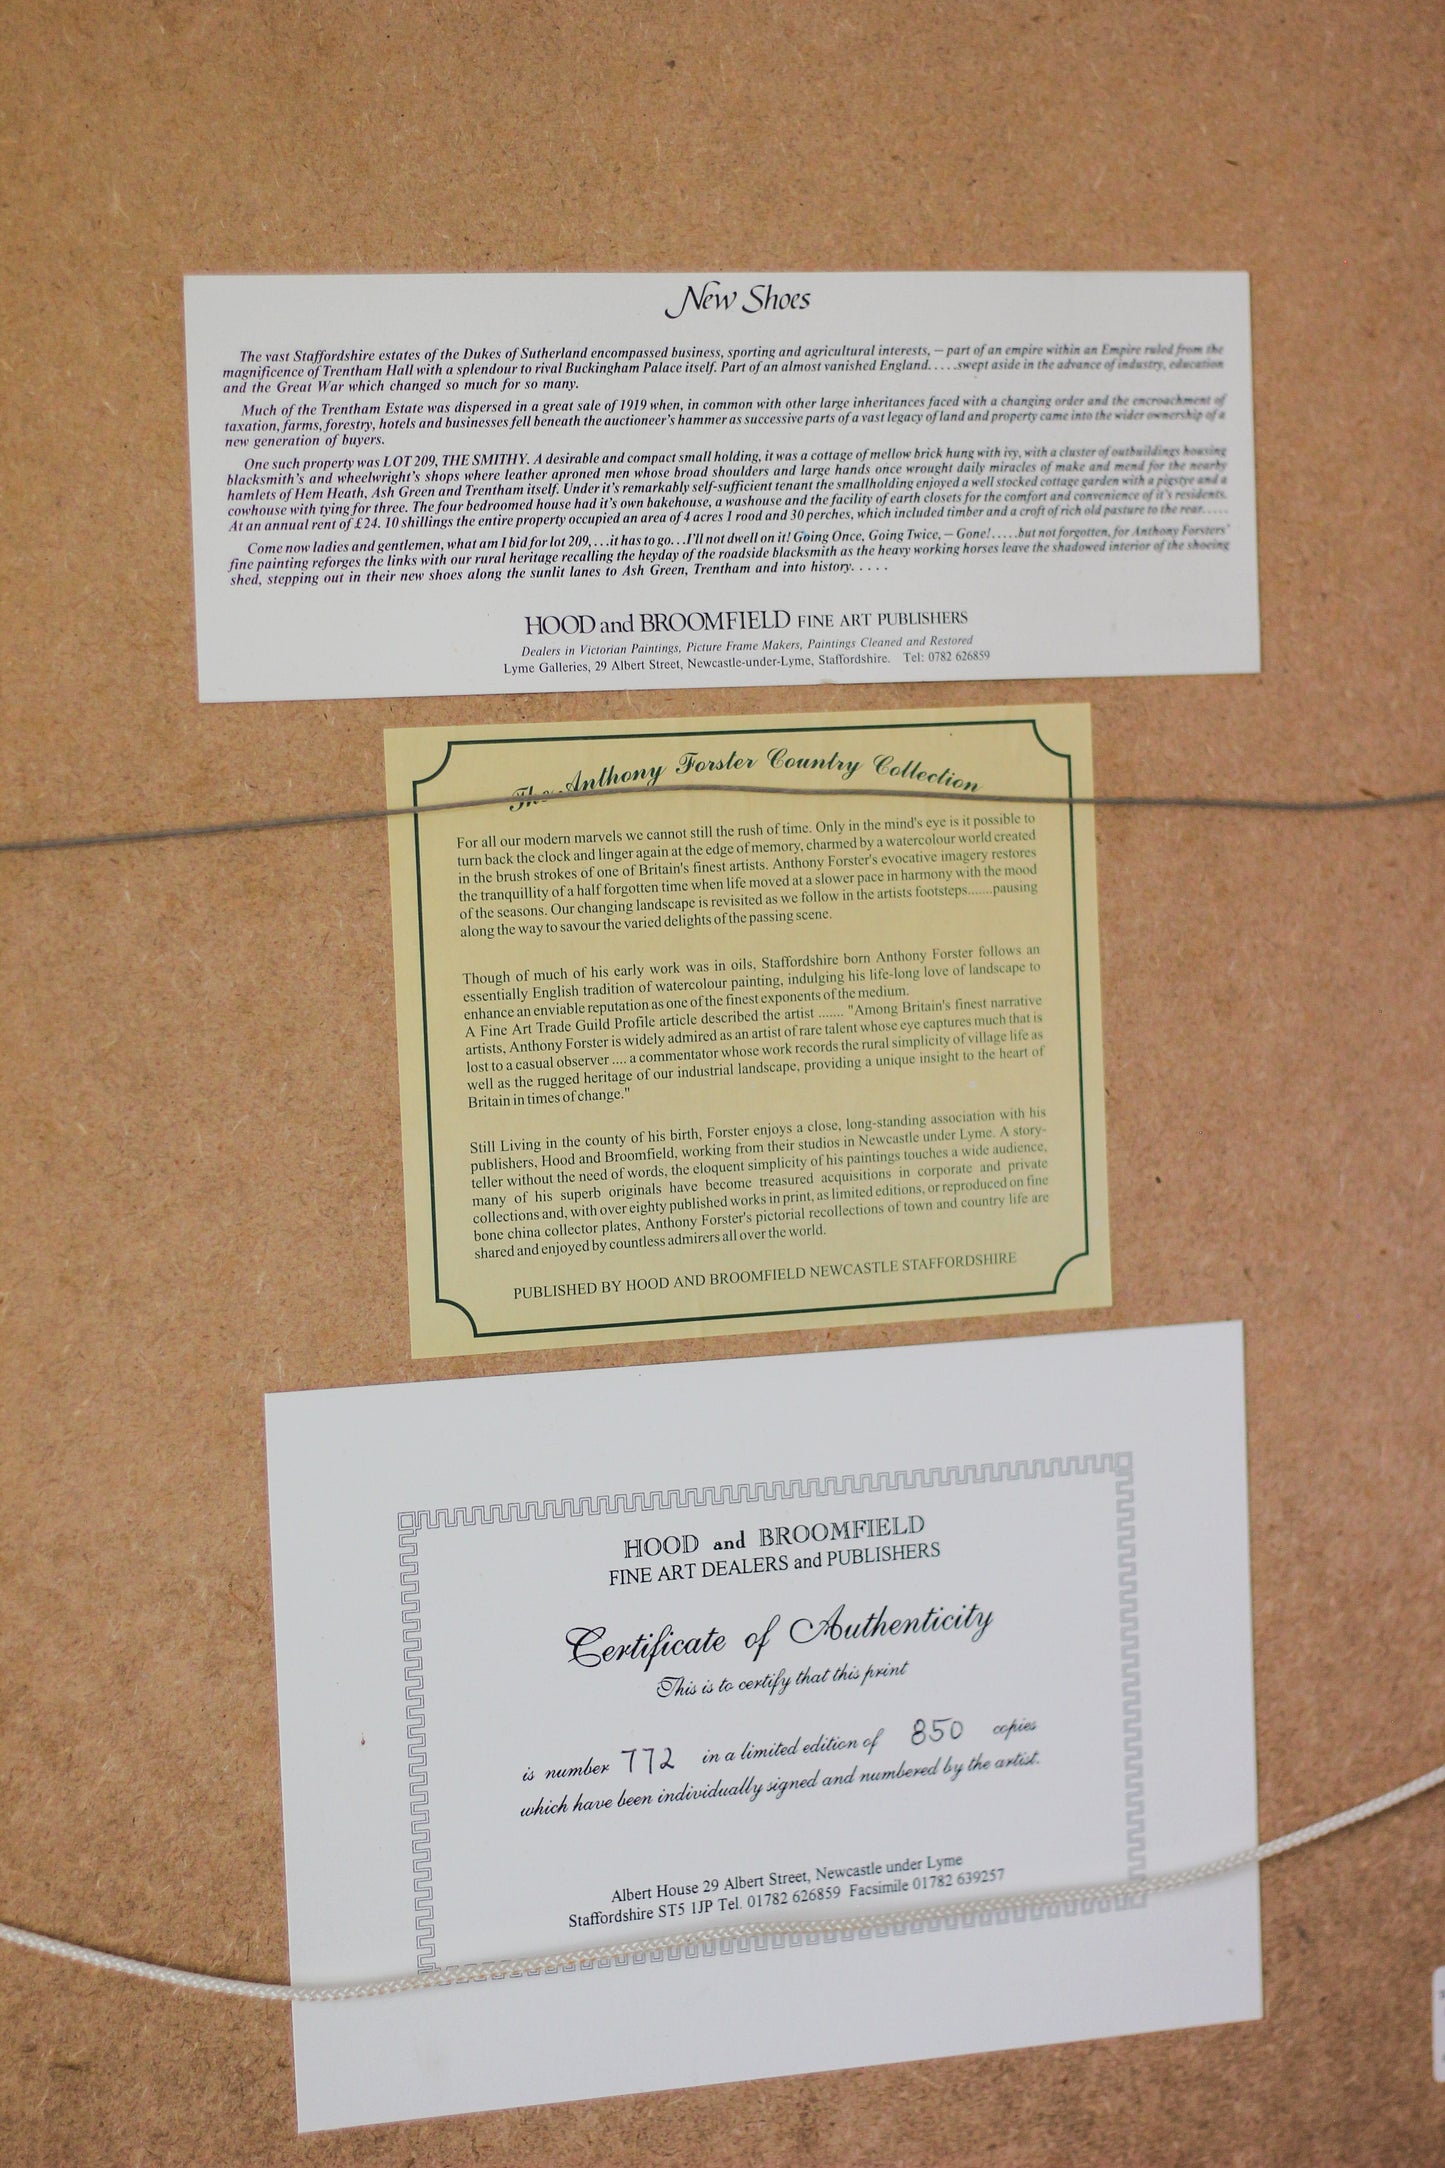 New Shoes
The vast Staffordshire estates of the Dukes of Sutherland encompassed business, sporting and agricultural interests, – part of an empire within an Empire ruled from the
magnificence of Trentham Hall with a splendour to rival Buckingham Palace itself. Part of an almost vanished England.....swept aside in the advance of industry, education
and the Great War which changed so much for so many.
Much of the Trentham Estate was dispersed in a great sale of 1919 when, in common with other large inheritances faced with a changing order and the encroachment of
taxation, farms, forestry, hotels and businesses fell beneath the auctioneer's hammer as successive parts of a vast legacy of land and property came into the wider ownership of a
new generation of buyers.
One such property was LOT 209, THE SMITHY. A desirable and compact small holding, it was a cottage of mellow brick hung with ivy, with a cluster of outbuildings housing
blacksmith's and wheelwright's shops where leather aproned men whose broad shoulders and large hands once wrought daily miracles of make and mend for the nearby
hamlets of Hem Heath, Ash Green and Trentham itself. Under it's remarkably self-sufficient tenant the smallholding enjoyed a well stocked cottage garden with a pigstye and a
cowhouse with tying for three. The four bedroomed house had it's own bakehouse, a washouse and the facility of earth closets for the comfort and convenience of it's residents.
At an annual rent of £24. 10 shillings the entire property occupied an area of 4 acres 1 rood and 30 perches, which included timber and a croft of rich old pasture to the rear.....
Come now ladies and gentlemen, what am I bid for lot 209,...it has to go...I'll not dwell on it! Going Once, Going Twice, – Gone!.....but not forgotten, for Anthony Forsters'
fine painting reforges the links with our rural heritage recalling the heyday of the roadside blacksmith as the heavy working horses leave the shadowed interior of the shoeing
shed, stepping out in their new shoes along the sunlit lanes to Ash Green, Trentham and into history.....
HOOD and BROOMFIELD FINE ART PUBLISHERS
Dealers in Victorian Paintings, Picture Frame Makers, Paintings Cleaned and Restored
Lyme Galleries, 29 Albert Street, Newcastle-under-Lyme, Staffordshire. Tel: 0782 626859
The Anthony Forster Country Collection
For all our modern marvels we cannot still the rush of time. Only in the mind's eye is it possible to
turn back the clock and linger again at the edge of memory, charmed by a watercolour world created
in the brush strokes of one of Britain's finest artists. Anthony Forster's evocative imagery restores
the tranquillity of a half forgotten time when life moved at a slower pace in harmony with the mood
of the seasons. Our changing landscape is revisited as we follow in the artists footsteps.......pausing
along the way to savour the varied delights of the passing scene.
Though of much of his early work was in oils, Staffordshire born Anthony Forster follows an
essentially English tradition of watercolour painting, indulging his life-long love of landscape to
enhance an enviable reputation as one of the finest exponents of the medium.
A Fine Art Trade Guild Profile article described the artist ....... "Among Britain's finest narrative
artists, Anthony Forster is widely admired as an artist of rare talent whose eye captures much that is
lost to a casual observer .... a commentator whose work records the rural simplicity of village life as
well as the rugged heritage of our industrial landscape, providing a unique insight to the heart of
Britain in times of change."
Still Living in the county of his birth, Forster enjoys a close, long-standing association with his
publishers, Hood and Broomfield, working from their studios in Newcastle under Lyme. A story-
teller without the need of words, the eloquent simplicity of his paintings touches a wide audience,
many of his superb originals have become treasured acquisitions in corporate and private
collections and, with over eighty published works in print, as limited editions, or reproduced on fine
bone china collector plates, Anthony Forster's pictorial recollections of town and country life are
shared and enjoyed by countless admirers all over the world.
PUBLISHED BY HOOD AND BROOMFIELD NEWCASTLE STAFFORDSHIRE
HOOD and BROOMFIELD
FINE ART DEALERS and PUBLISHERS
Certificate of Authenticity
This is to certify that this print
is number 772 in a limited edition of 850 copies
which have been individually signed and numbered by the artist.
Albert House 29 Albert Street, Newcastle under Lyme
Staffordshire ST5 1JP Tel. 01782 626859 Facsimile 01782 639257